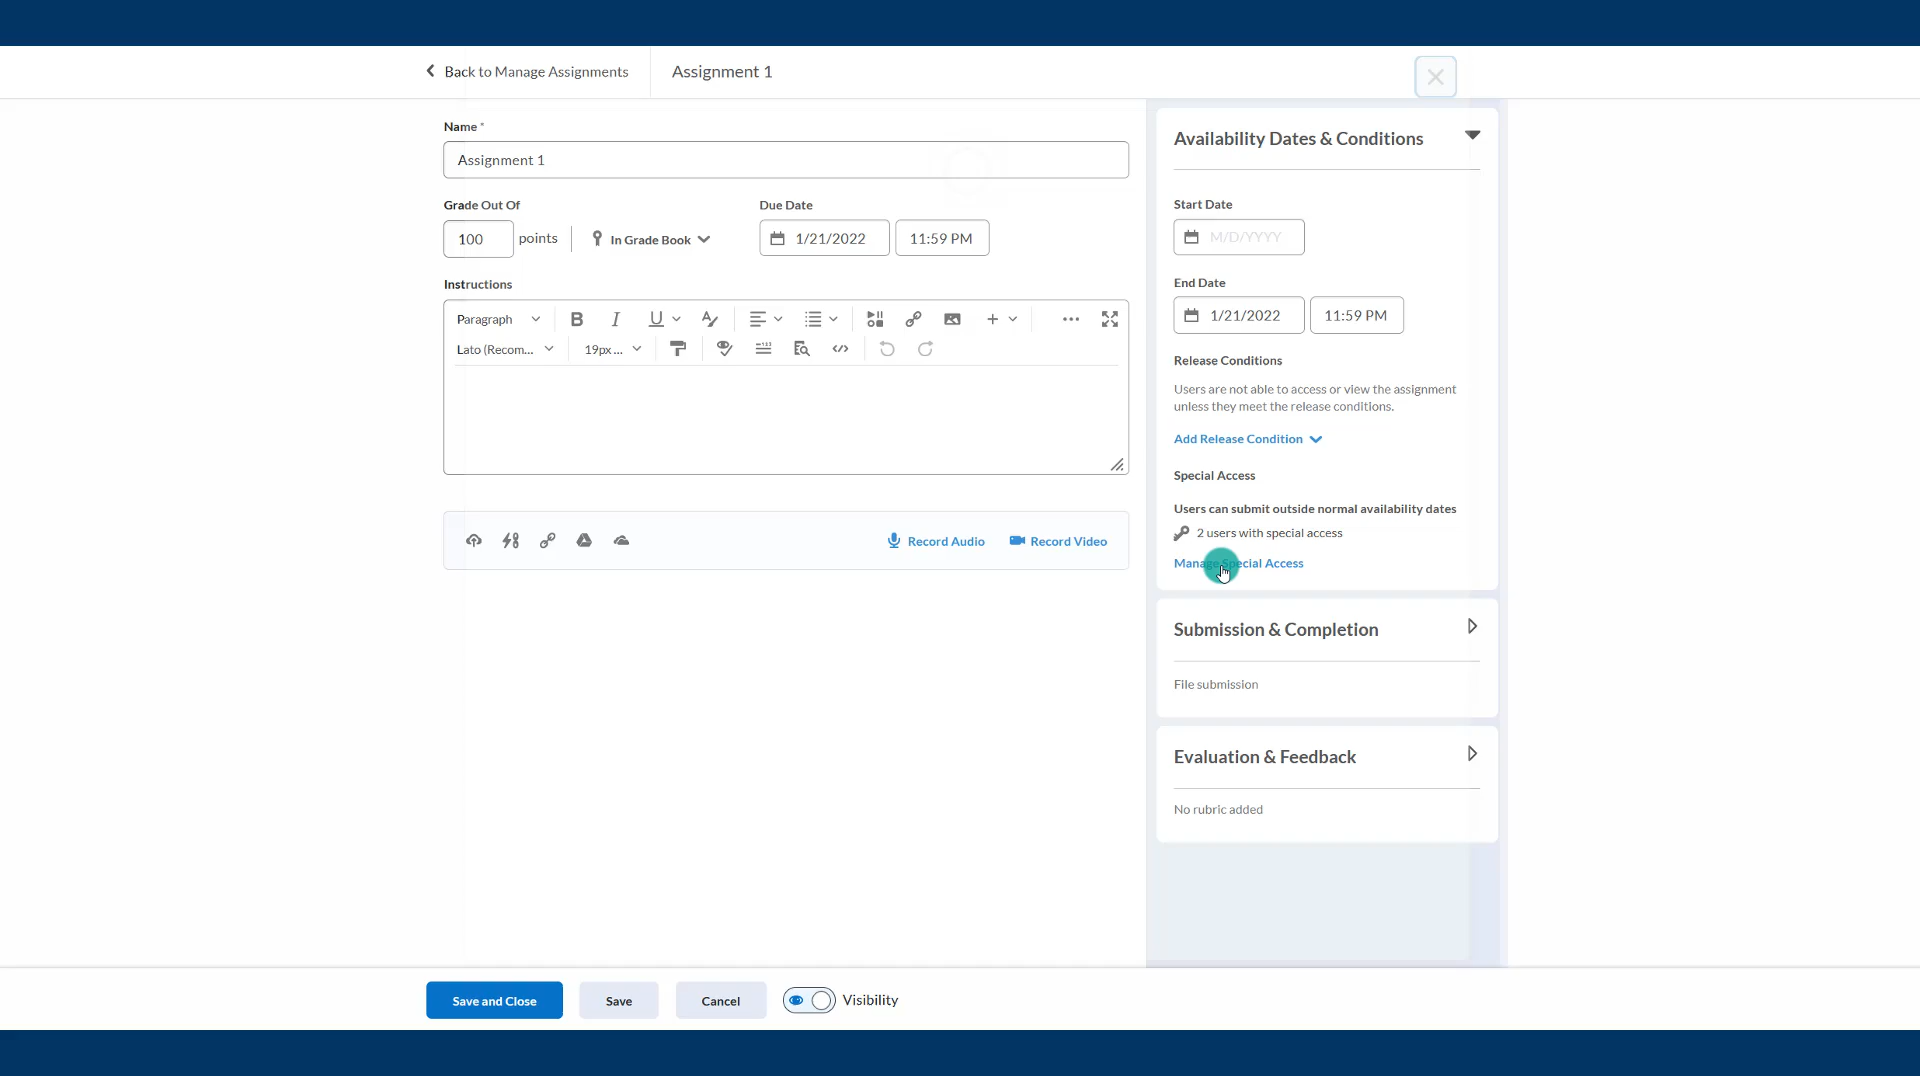 Back to Manage Assignments
Assignment 1
Name *
Assignment 1
Grade Out Of
Due Date
100 points
In Grade Book
1/21/2022
11:59 PM
Instructions
Paragraph
Lato (Recom...
19px ...
Record Audio
Record Video
Availability Dates & Conditions
Start Date
M/D/YYYY
End Date
1/21/2022
11:59 PM
Release Conditions
Users are not able to access or view the assignment
unless they meet the release conditions.
Add Release Condition
Special Access
Users can submit outside normal availability dates
2 users with special access
Manage Special Access
Submission & Completion
File submission
Evaluation & Feedback
No rubric added
Save and Close
Save
Cancel
Visibility